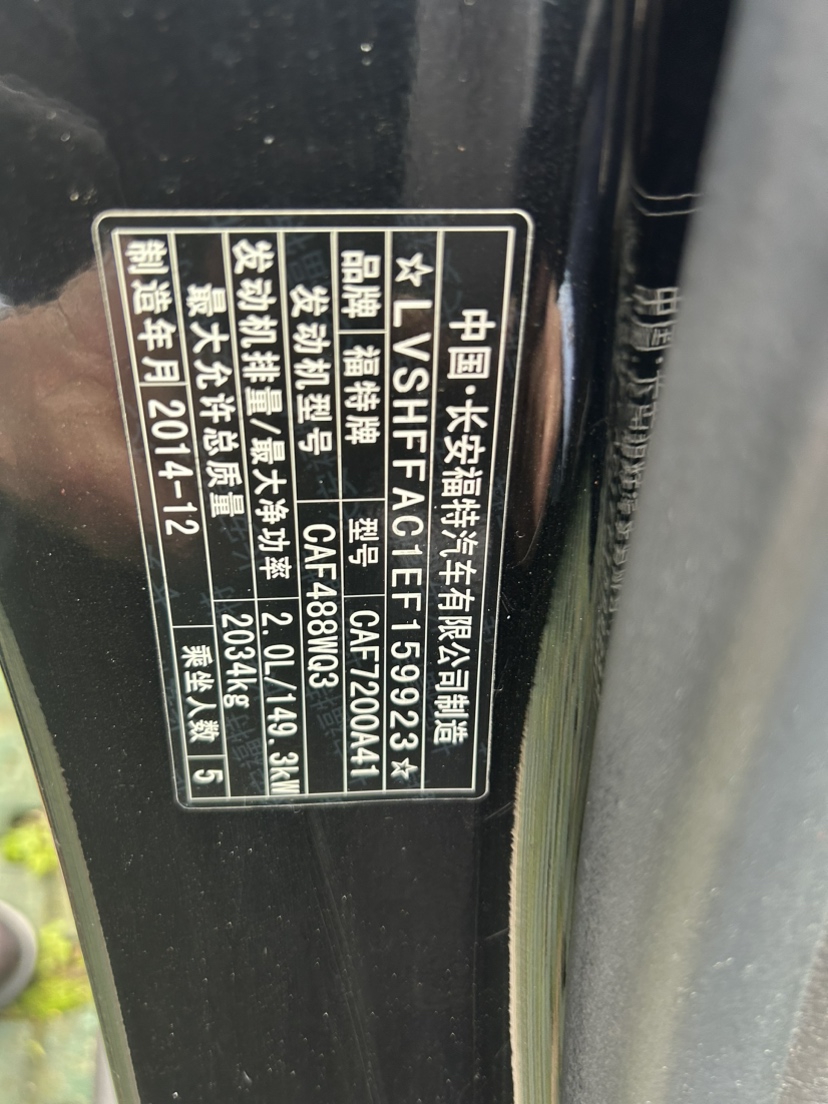 中国·长安福特汽车有限公司制造
☆LVSHFFAC1EF159923☆
品牌 福特牌 型号 CAF7200A41
发动机型号 CAF488WQ3
发动机排量/最大净功率 2.0L/149.3kW
最大允许总质量 2034kg
制造年月 2014-12 乘坐人数 5